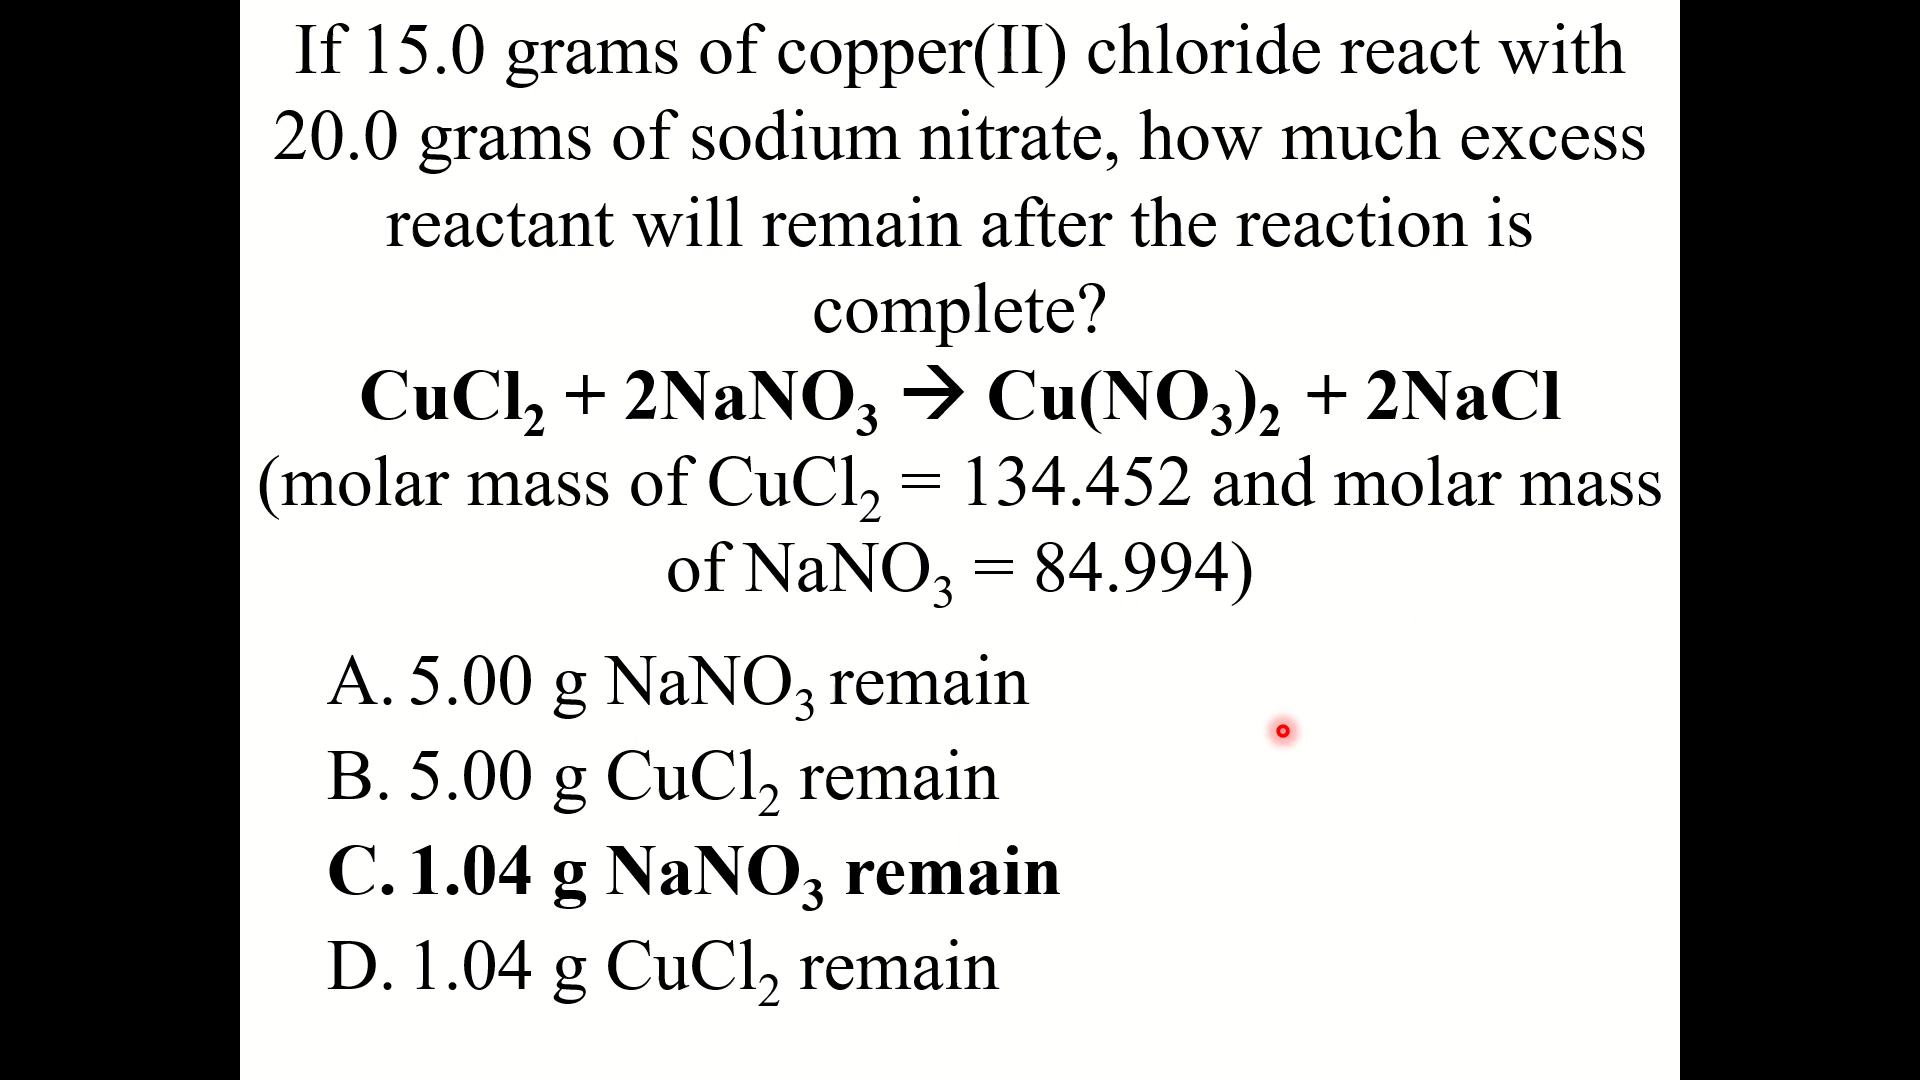 If 15.0 grams of copper(II) chloride react with
20.0 grams of sodium nitrate, how much excess
reactant will remain after the reaction is
complete?
CuCl₂ + 2NaNO₃ → Cu(NO₃)₂ + 2NaCl
(molar mass of CuCl₂ = 134.452 and molar mass
of NaNO₃ = 84.994)
A. 5.00 g NaNO₃ remain
B. 5.00 g CuCl₂ remain
C. 1.04 g NaNO₃ remain
D. 1.04 g CuCl₂ remain